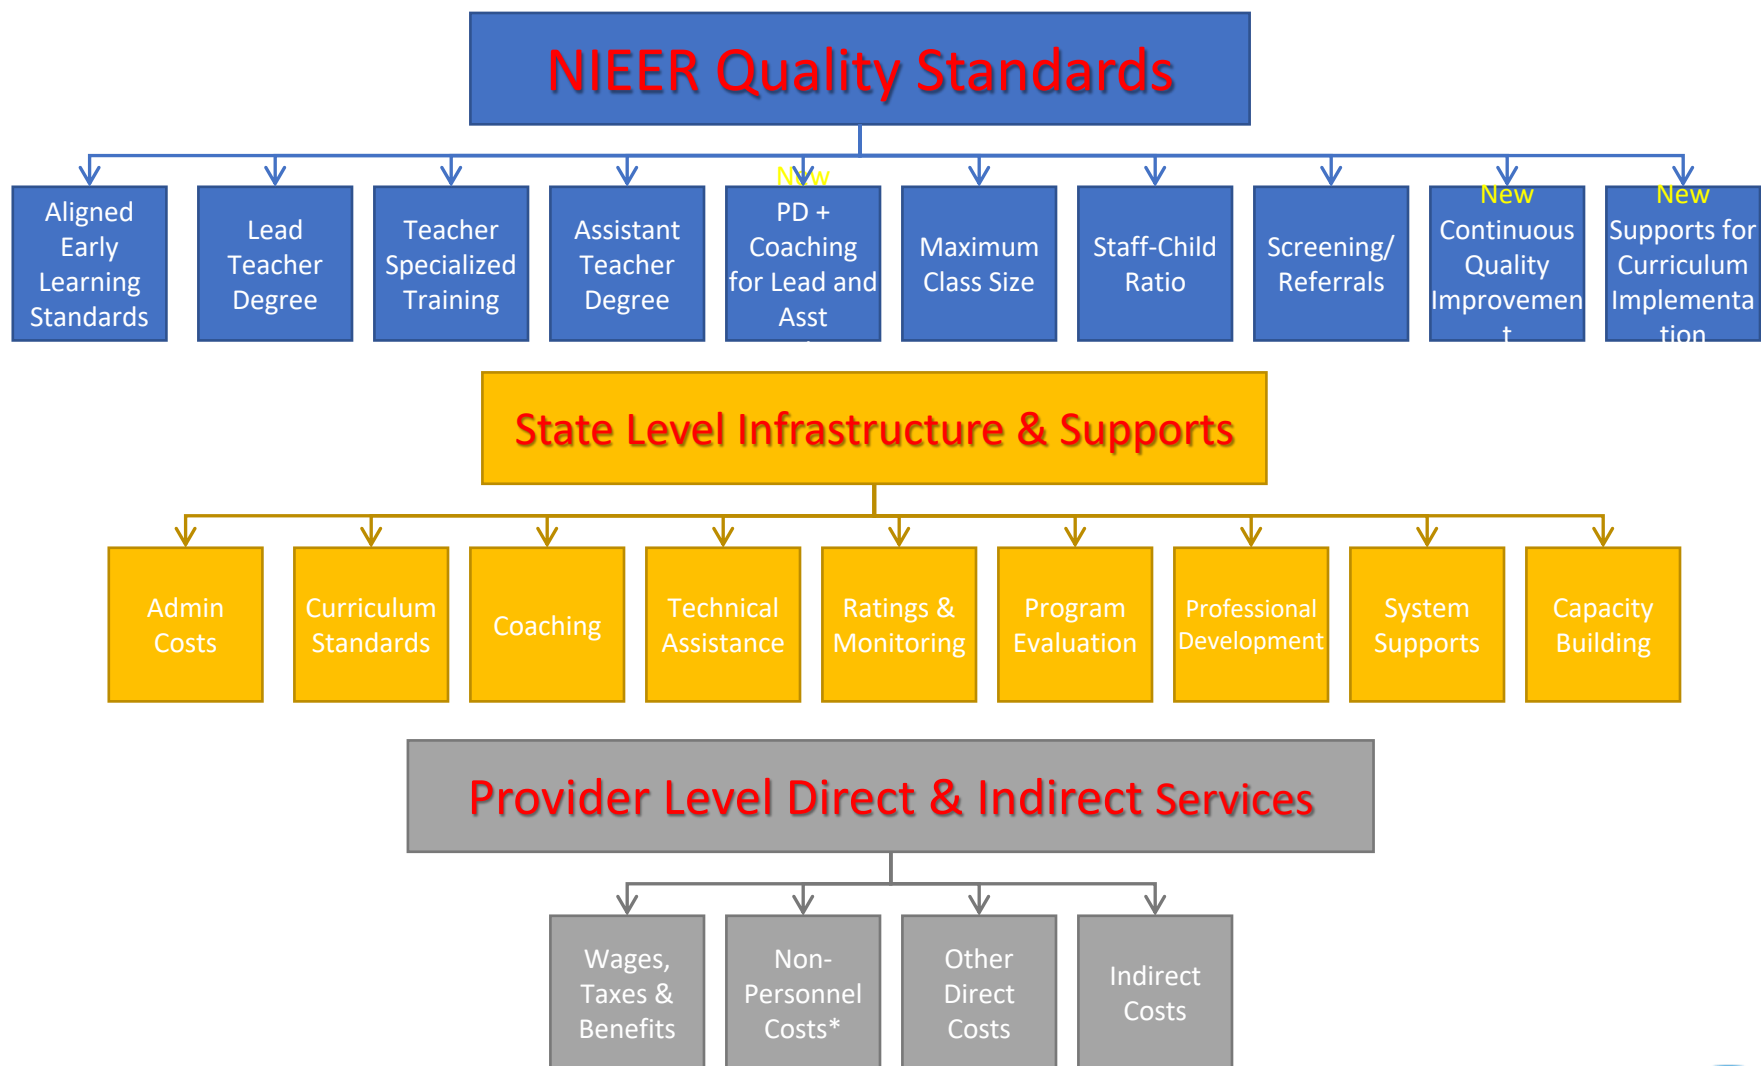 NIEER Quality Standards
Aligned
Early
Learning
Standards
Lead
Teacher
Degree
Teacher
Specialized
Training
Assistant
Teacher
Degree
New
PD +
Coaching
for Lead and
Asst
Maximum
Class Size
Staff-Child
Ratio
Screening/
Referrals
New
Continuous
Quality
Improvemen
t
New
Supports for
Curriculum
Implementa
tion
State Level Infrastructure & Supports
Admin
Costs
Curriculum
Standards
Coaching
Technical
Assistance
Ratings &
Monitoring
Program
Evaluation
Professional
Development
System
Supports
Capacity
Building
Provider Level Direct & Indirect Services
Wages,
Taxes &
Benefits
Non-
Personnel
Costs*
Other
Direct
Costs
Indirect
Costs